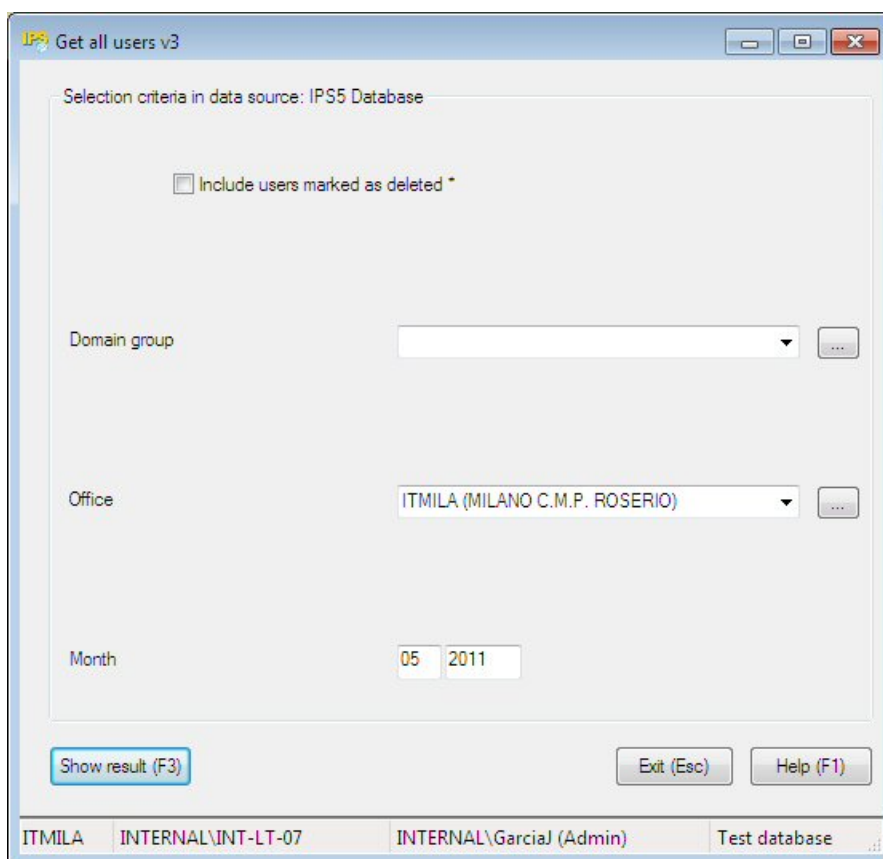 IPS Get all users v3
Selection criteria in data source: IPS5 Database
Include users marked as deleted *
Domain group ...
Office ITMILA (MILANO C.M.P. ROSERIO) ...
Month 05 2011
Show result (F3) Exit (Esc) Help (F1)
ITMILA INTERNAL\INT-LT-07 INTERNAL\GarciaJ (Admin) Test database